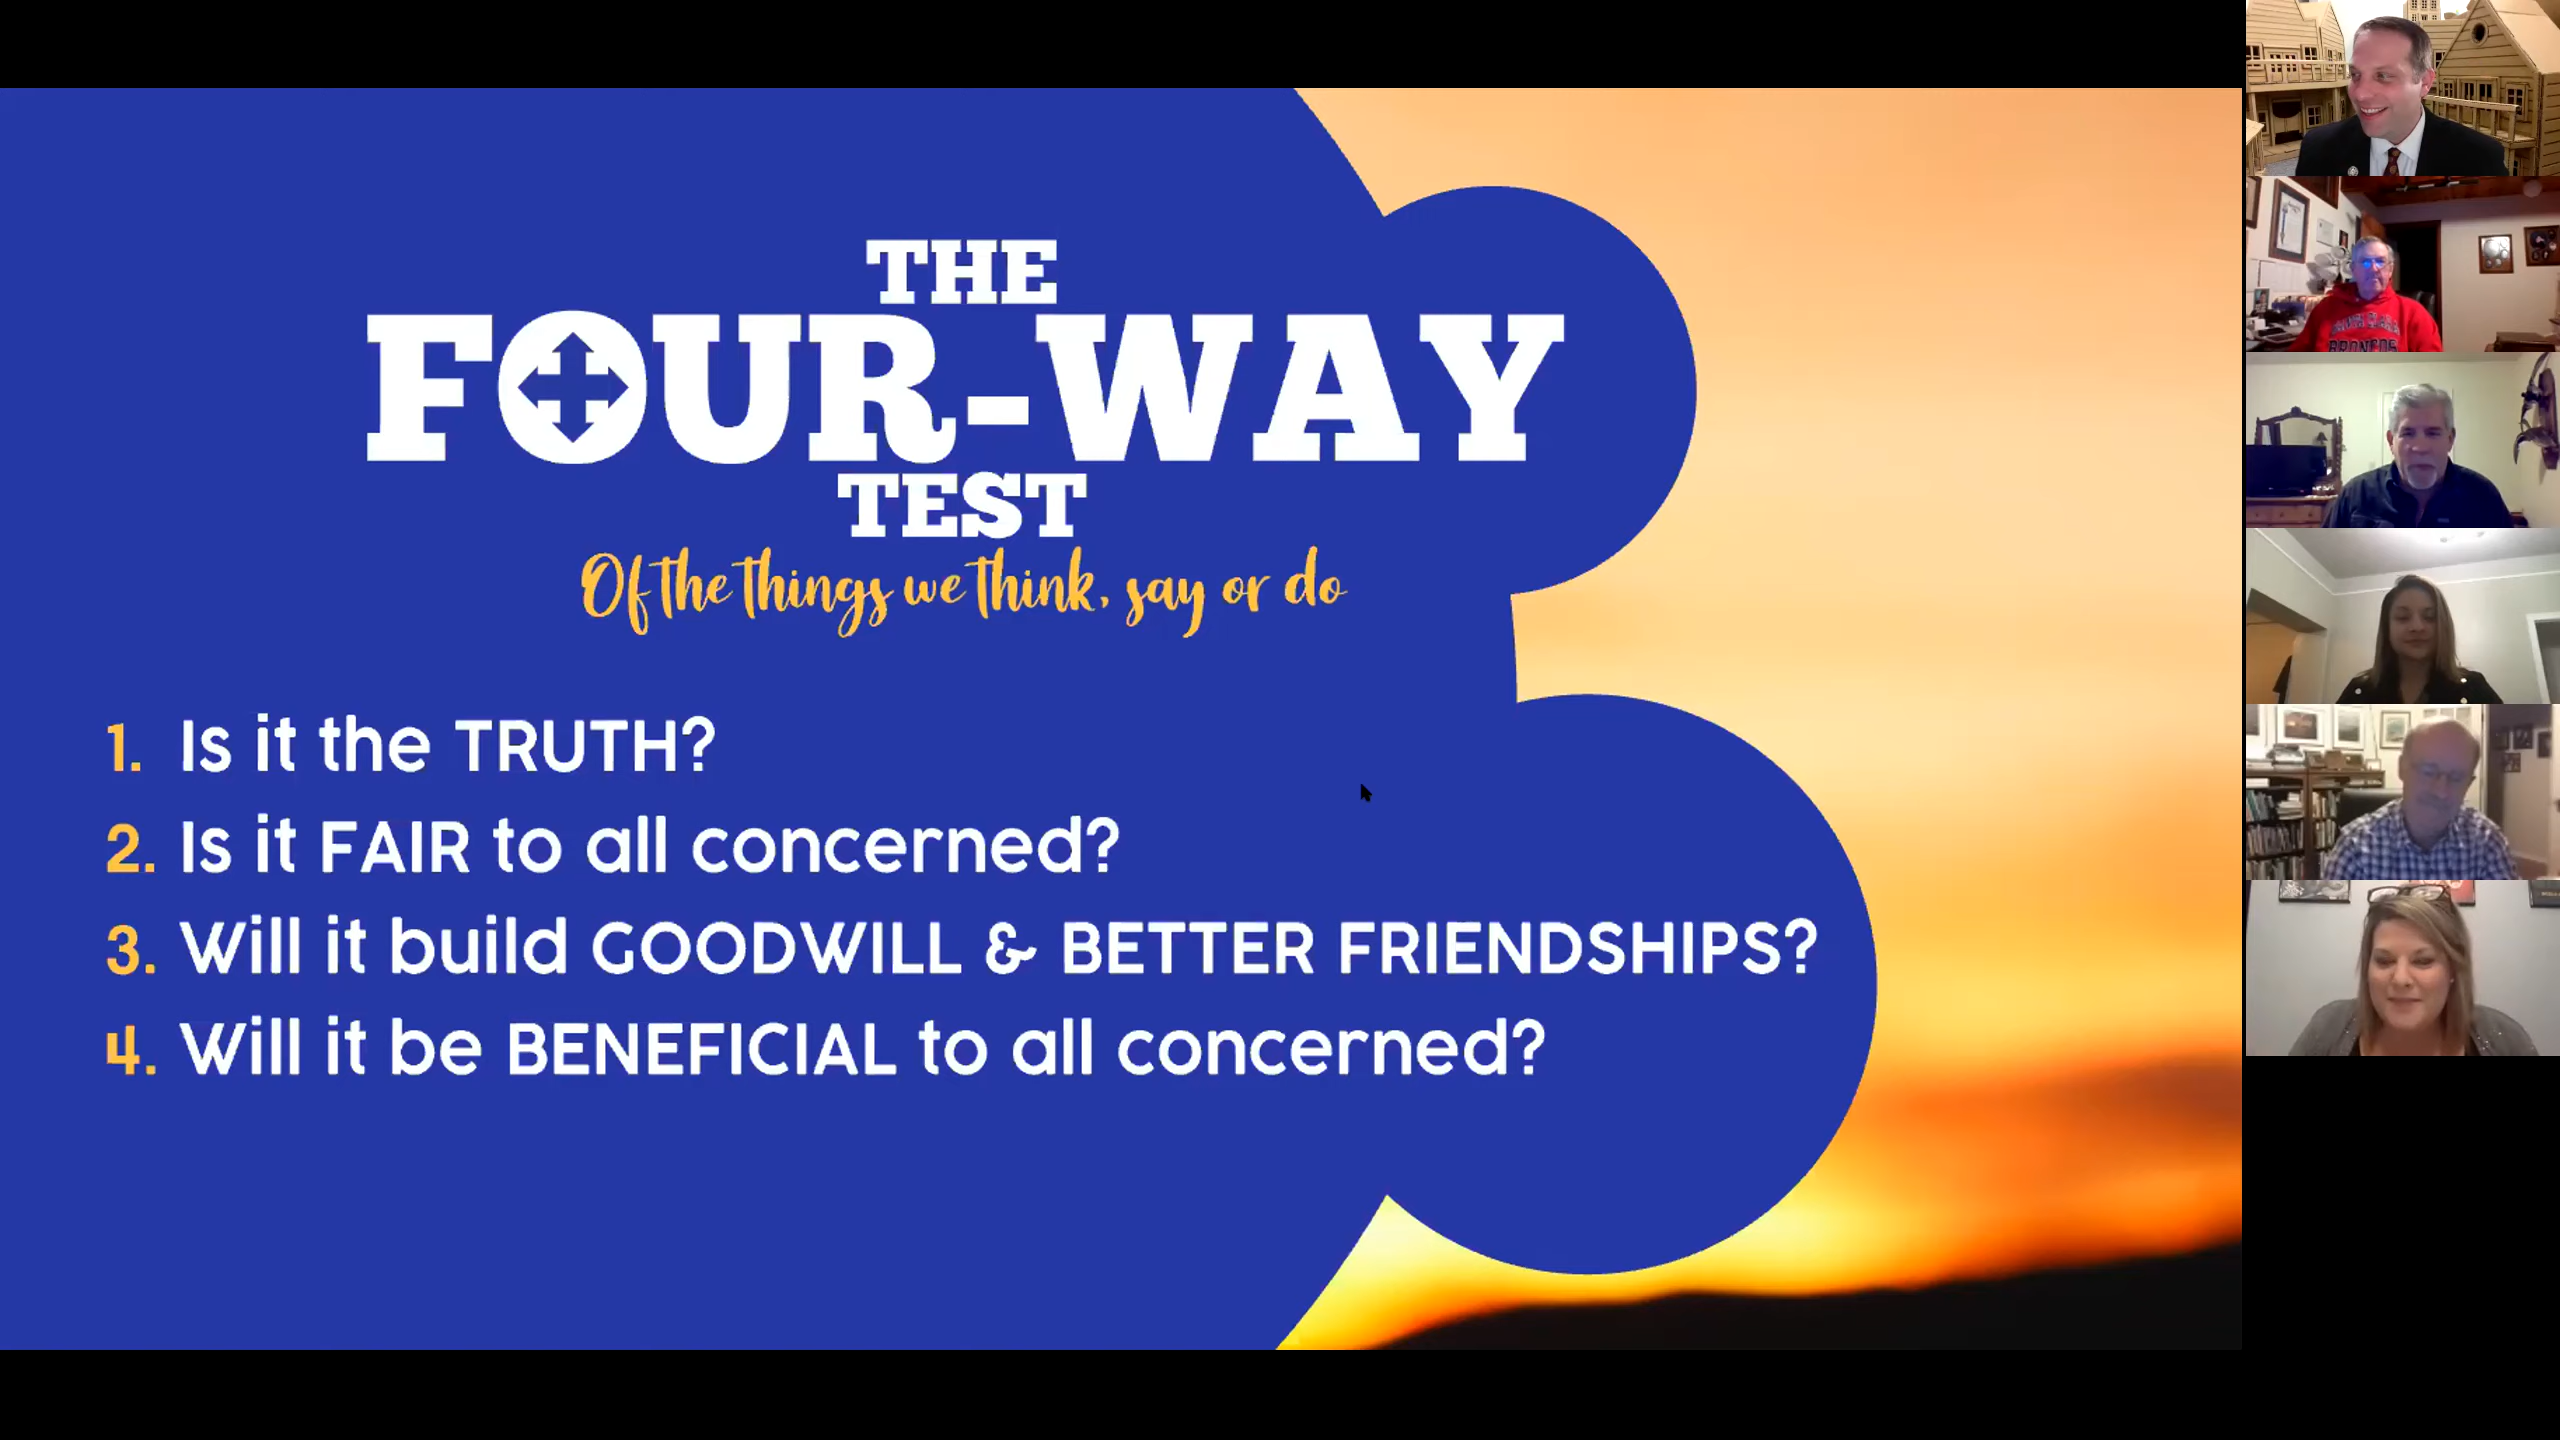 THE
FOUR-WAY
TEST
Of the things we think, say or do
1. Is it the TRUTH?
2. Is it FAIR to all concerned?
3. Will it build GOODWILL & BETTER FRIENDSHIPS?
4. Will it be BENEFICIAL to all concerned?
BRONCOS